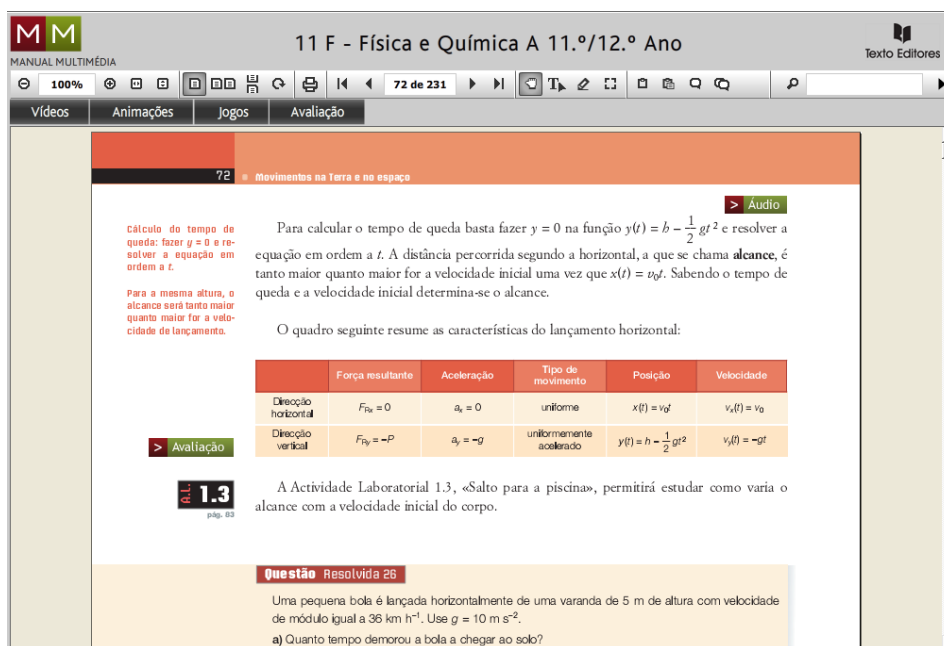 MM
MANUAL MULTIMÉDIA
11 F - Física e Química A 11.º/12.º Ano
Texto Editores
100%
72 de 231
Vídeos Animações Jogos Avaliação
72 Movimentos na Terra e no espaço
> Áudio
Cálculo do tempo de
queda: fazer y = 0 e re-
solver a equação em
ordem a t.
Para a mesma altura, o
alcance será tanto maior
quanto maior for a velo-
cidade de lançamento.
Para calcular o tempo de queda basta fazer y = 0 na função y(t) = h – 1/2 gt² e resolver a
equação em ordem a t. A distância percorrida segundo a horizontal, a que se chama alcance, é
tanto maior quanto maior for a velocidade inicial uma vez que x(t) = v₀t. Sabendo o tempo de
queda e a velocidade inicial determina-se o alcance.
O quadro seguinte resume as características do lançamento horizontal:
Força resultante Aceleração Tipo de movimento Posição Velocidade
Direcção horizontal F_Rx = 0 a_x = 0 uniforme x(t) = v₀t v_x(t) = v₀
Direcção vertical F_Ry = –P a_y = –g uniformemente acelerado y(t) = h – 1/2 gt² v_y(t) = –gt
> Avaliação
A.L. 1.3
pág. 83
A Actividade Laboratorial 1.3, «Salto para a piscina», permitirá estudar como varia o
alcance com a velocidade inicial do corpo.
Questão Resolvida 26
Uma pequena bola é lançada horizontalmente de uma varanda de 5 m de altura com velocidade
de módulo igual a 36 km h⁻¹. Use g = 10 m s⁻².
a) Quanto tempo demorou a bola a chegar ao solo?